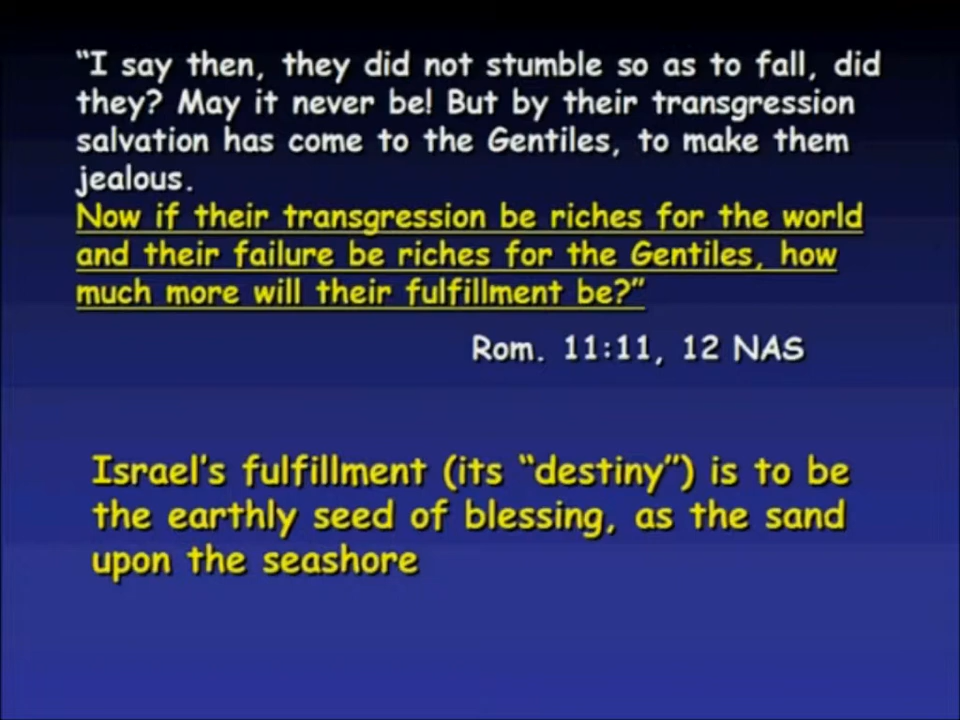 “I say then, they did not stumble so as to fall, did
they? May it never be! But by their transgression
salvation has come to the Gentiles, to make them
jealous.
Now if their transgression be riches for the world
and their failure be riches for the Gentiles, how
much more will their fulfillment be?”
Rom. 11:11, 12 NAS
Israel’s fulfillment (its “destiny”) is to be
the earthly seed of blessing, as the sand
upon the seashore